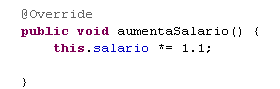 @Override
public void aumentaSalario() {
this.salario *= 1.1;
}